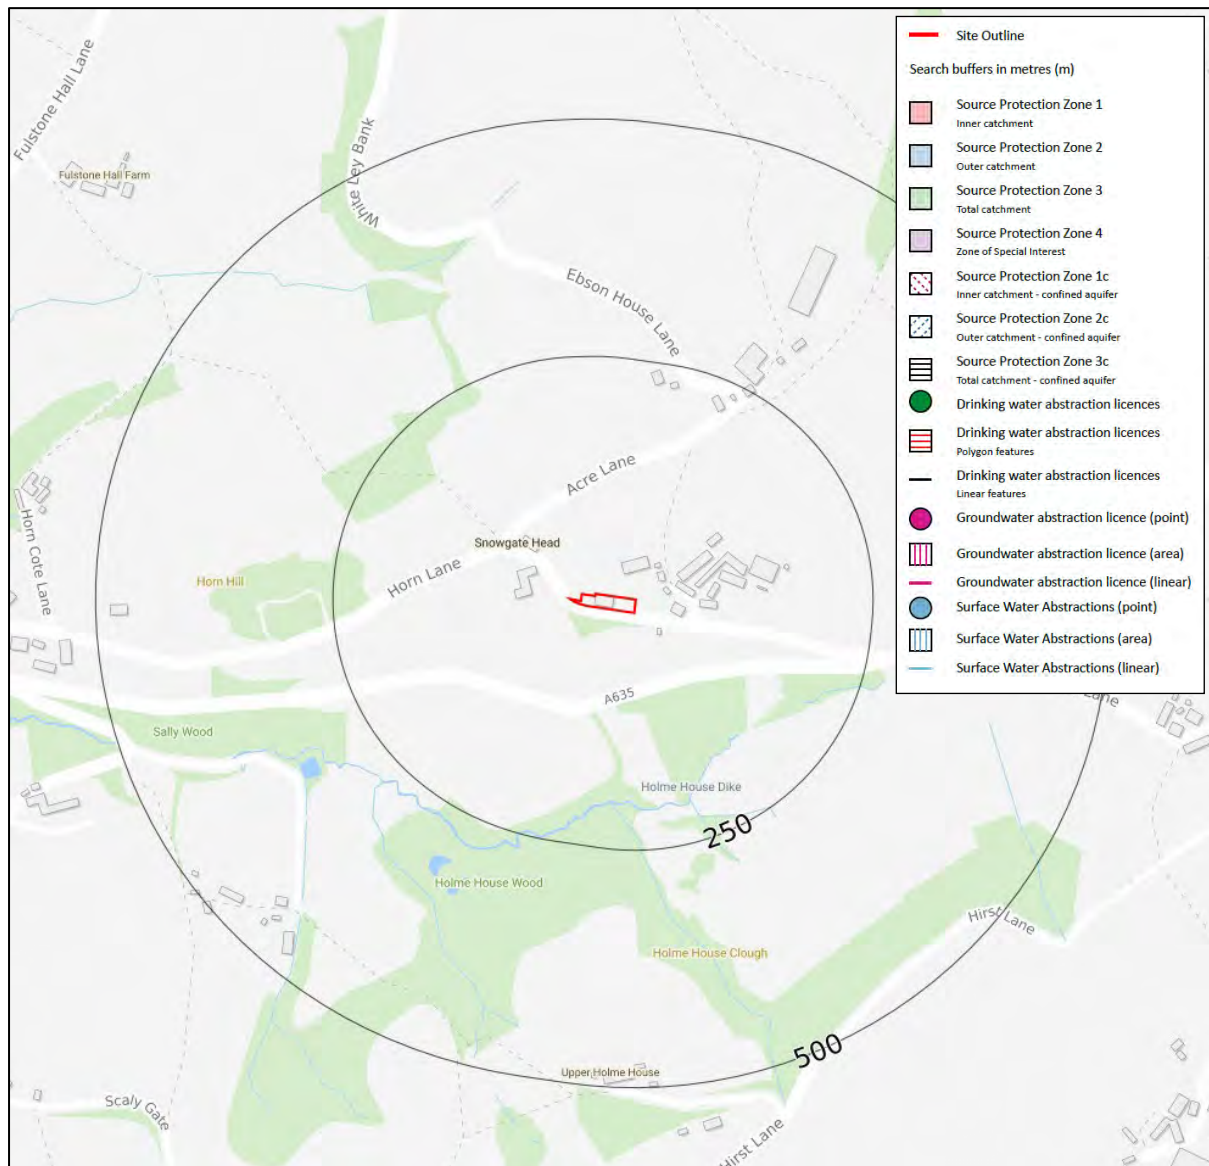 Fulstone Hall Lane
Fulstone Hall Farm
White Ley Bank
Ebson House Lane
Acre Lane
Snowgate Head
Horn Lane
Horn Hill
Horn Cote Lane
A635
Sally Wood
Holme House Dike
250
Holme House Wood
Hirst Lane
Holme House Clough
500
Upper Holme House
Scaly Gate
Hirst Lane
Lane
Site Outline
Search buffers in metres (m)
Source Protection Zone 1
Inner catchment
Source Protection Zone 2
Outer catchment
Source Protection Zone 3
Total catchment
Source Protection Zone 4
Zone of Special Interest
Source Protection Zone 1c
Inner catchment - confined aquifer
Source Protection Zone 2c
Outer catchment - confined aquifer
Source Protection Zone 3c
Total catchment - confined aquifer
Drinking water abstraction licences
Drinking water abstraction licences
Polygon features
Drinking water abstraction licences
Linear features
Groundwater abstraction licence (point)
Groundwater abstraction licence (area)
Groundwater abstraction licence (linear)
Surface Water Abstractions (point)
Surface Water Abstractions (area)
Surface Water Abstractions (linear)